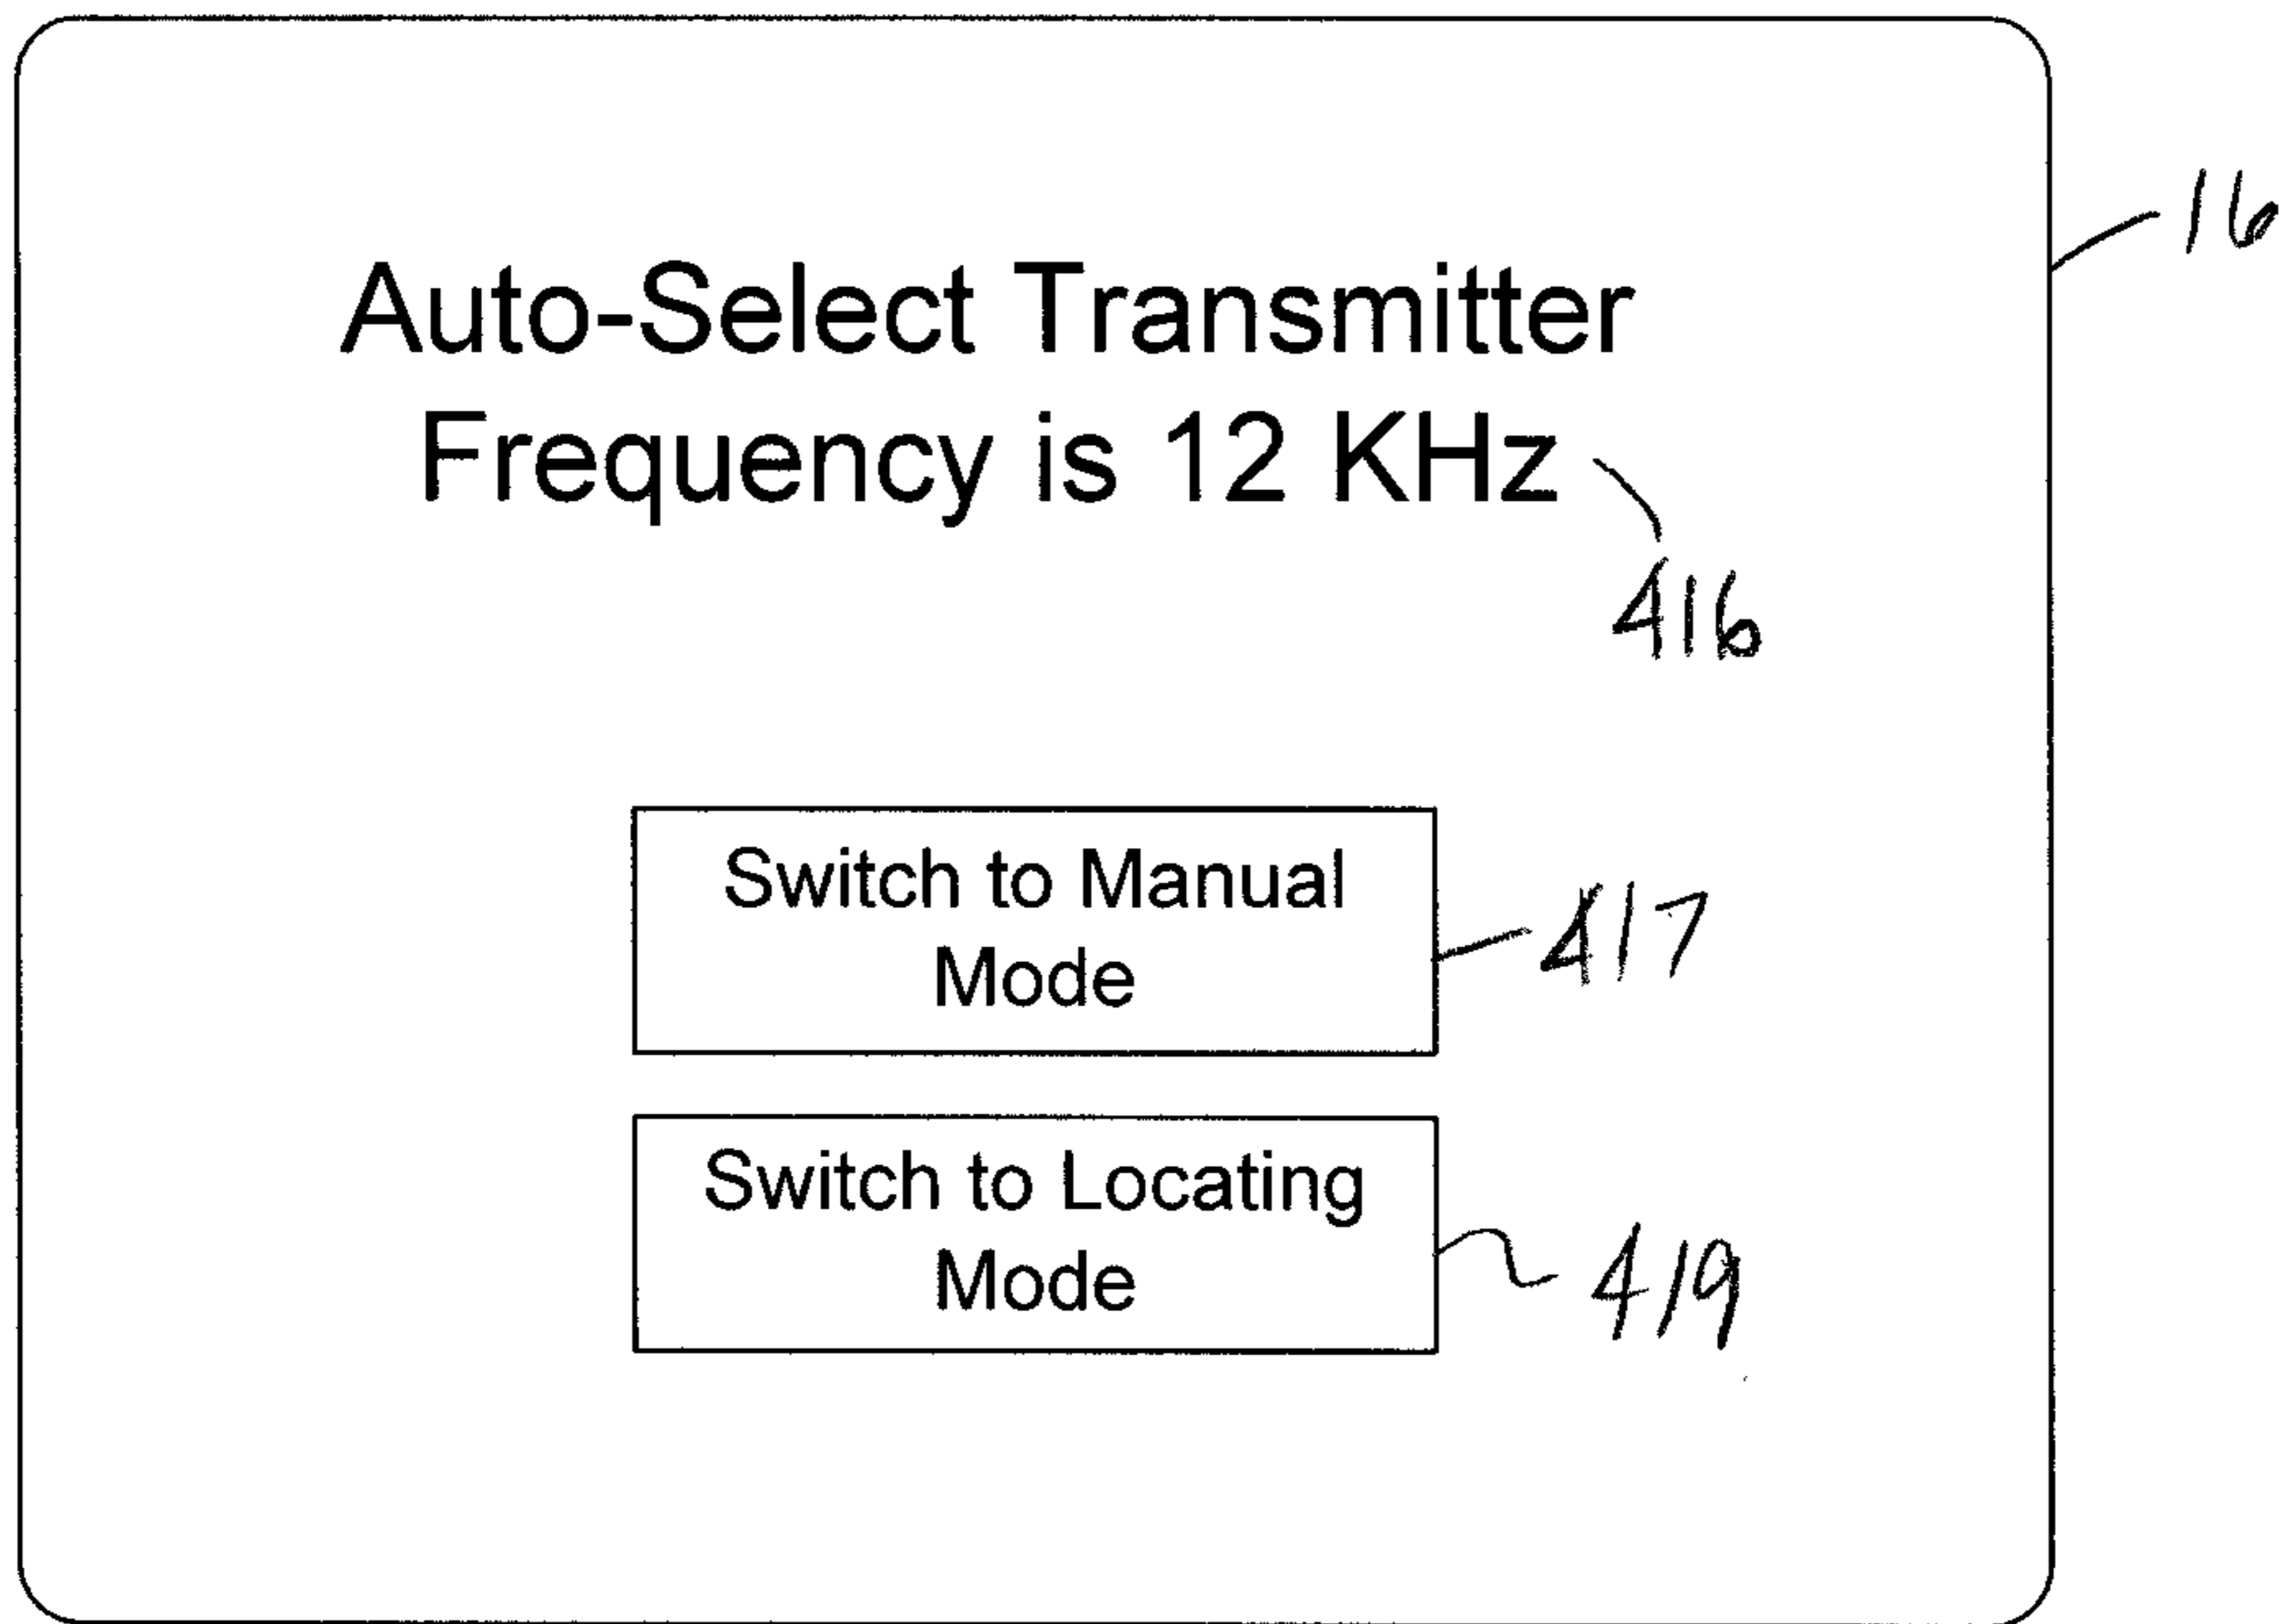 16
Auto-Select Transmitter
Frequency is 12 KHz
416
Switch to Manual
Mode
417
Switch to Locating
Mode
419